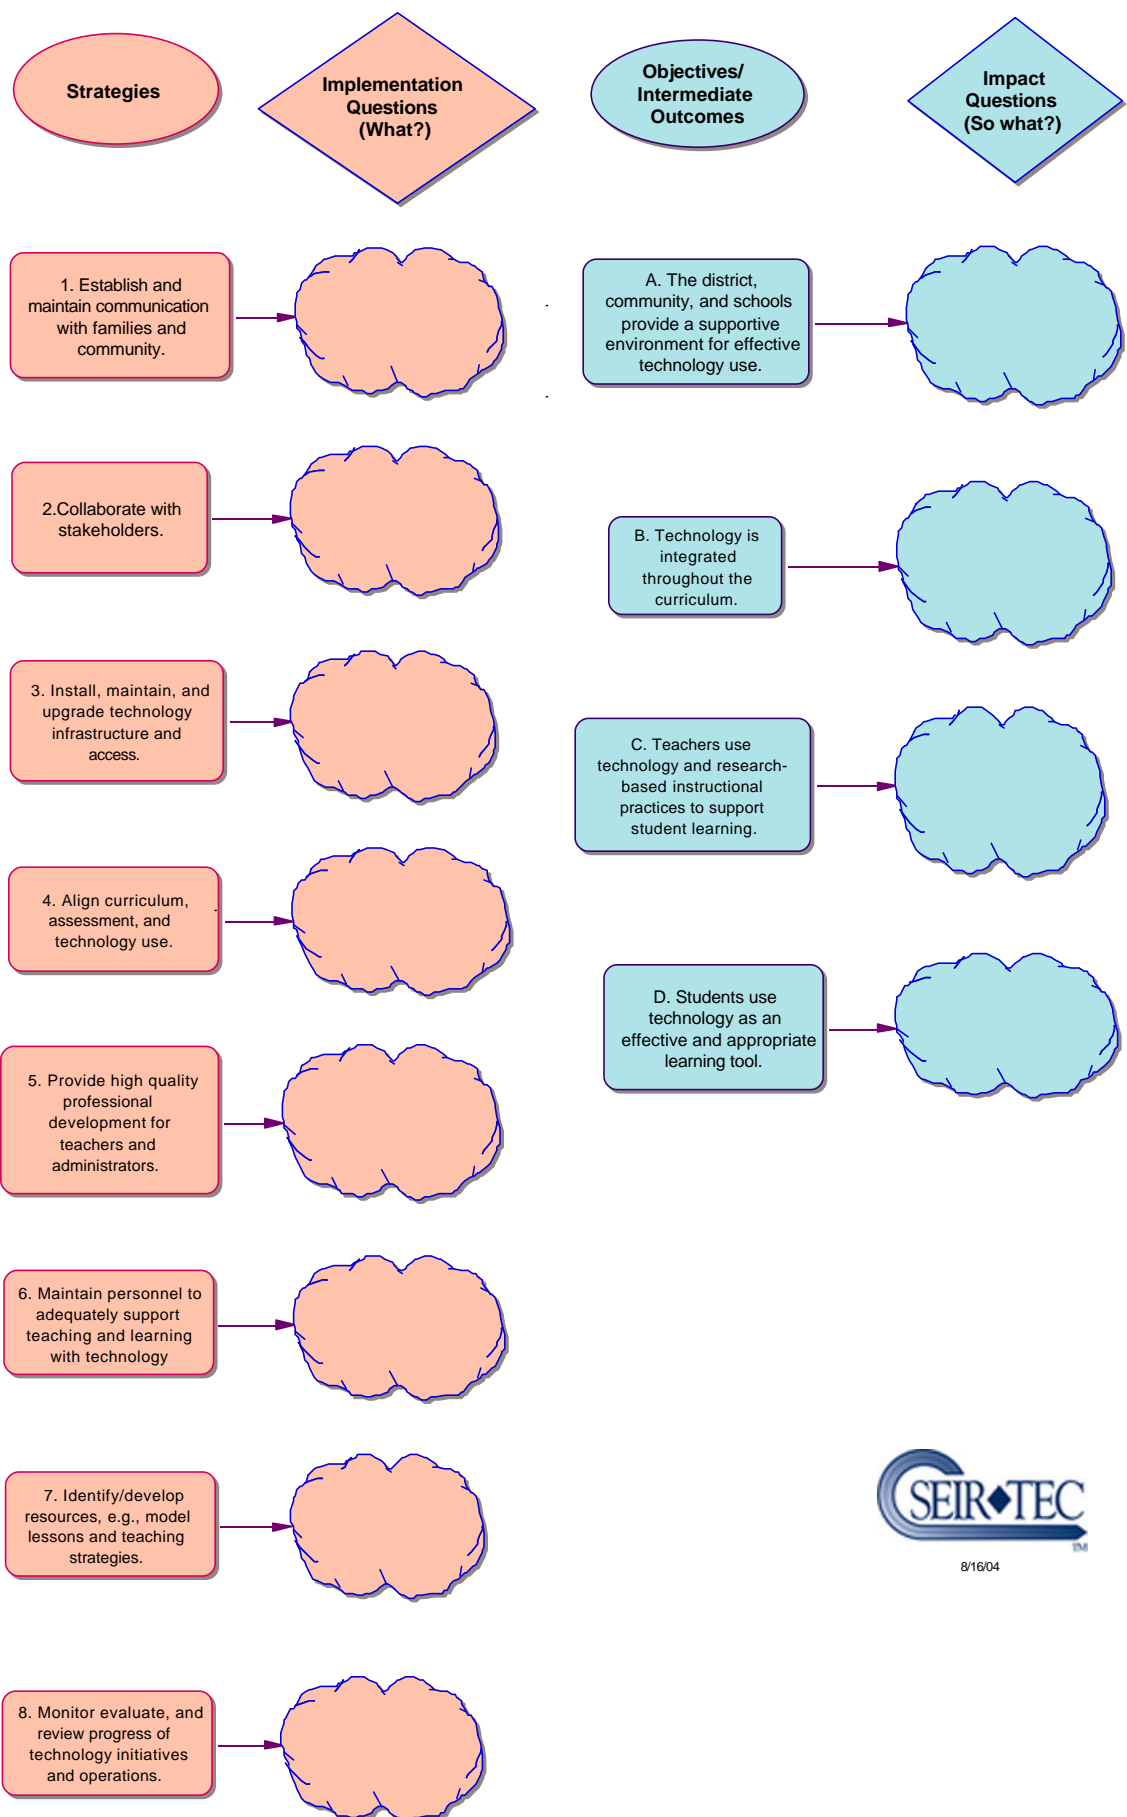 Strategies
Implementation
Questions
(What?)
Objectives/
Intermediate
Outcomes
Impact
Questions
(So what?)
1. Establish and
maintain communication
with families and
community.
A. The district,
community, and schools
provide a supportive
environment for effective
technology use.
2.Collaborate with
stakeholders.
B. Technology is
integrated
throughout the
curriculum.
3. Install, maintain, and
upgrade technology
infrastructure and
access.
C. Teachers use
technology and research-
based instructional
practices to support
student learning.
4. Align curriculum,
assessment, and
technology use.
D. Students use
technology as an
effective and appropriate
learning tool.
5. Provide high quality
professional
development for
teachers and
administrators.
6. Maintain personnel to
adequately support
teaching and learning
with technology
7. Identify/develop
resources, e.g., model
lessons and teaching
strategies.
SEIR♦TEC
TM
8/16/04
8. Monitor evaluate, and
review progress of
technology initiatives
and operations.